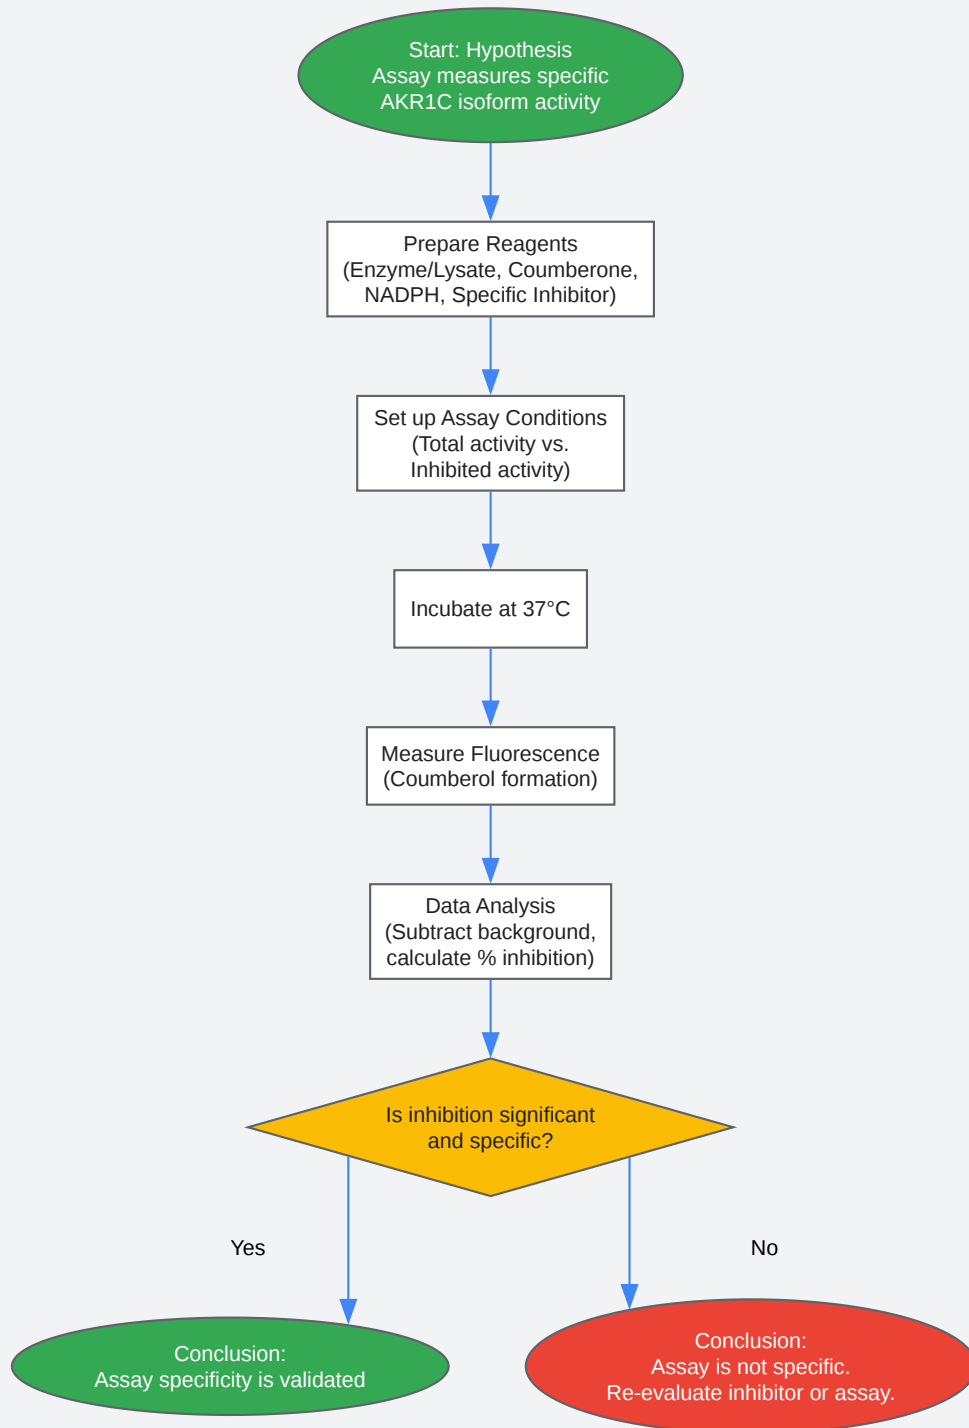 Start: Hypothesis
Assay measures specific
AKR1C isoform activity
Prepare Reagents
(Enzyme/Lysate, Coumberone,
NADPH, Specific Inhibitor)
Set up Assay Conditions
(Total activity vs.
Inhibited activity)
Incubate at 37°C
Measure Fluorescence
(Coumberol formation)
Data Analysis
(Subtract background,
calculate % inhibition)
Is inhibition significant
and specific?
Yes
No
Conclusion:
Assay specificity is validated
Conclusion:
Assay is not specific.
Re-evaluate inhibitor or assay.